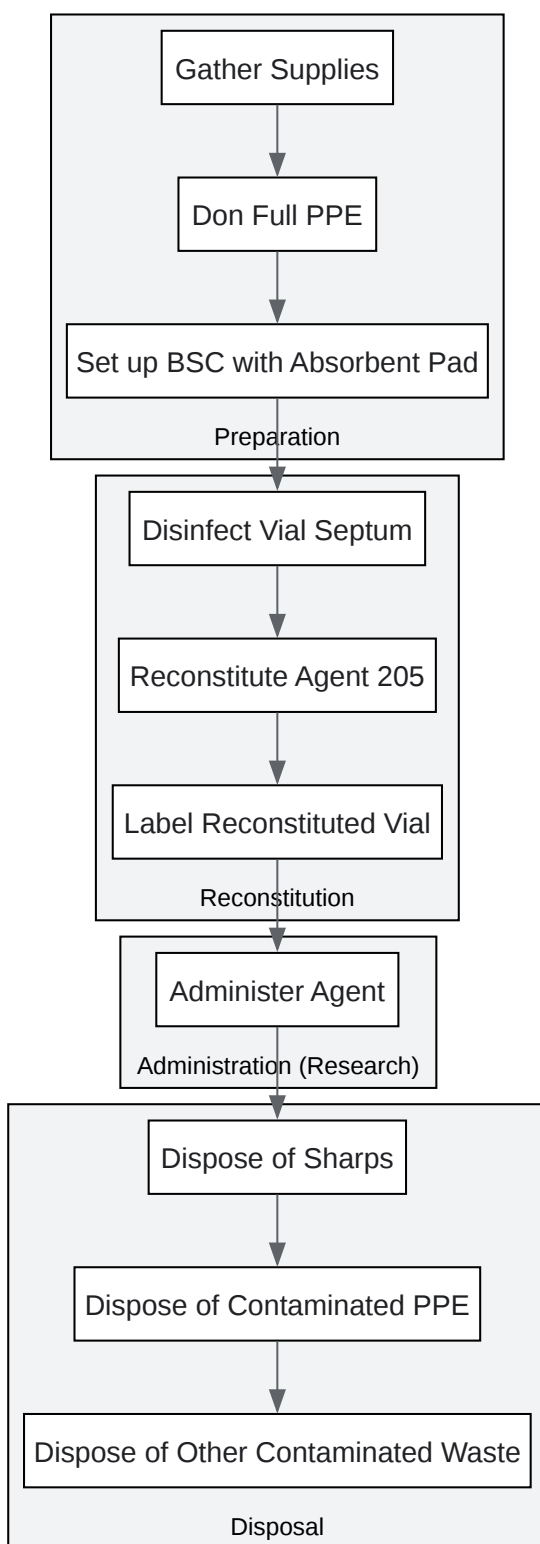 Gather Supplies
Don Full PPE
Set up BSC with Absorbent Pad
Preparation
Disinfect Vial Septum
Reconstitute Agent 205
Label Reconstituted Vial
Reconstitution
Administer Agent
Administration (Research)
Dispose of Sharps
Dispose of Contaminated PPE
Dispose of Other Contaminated Waste
Disposal